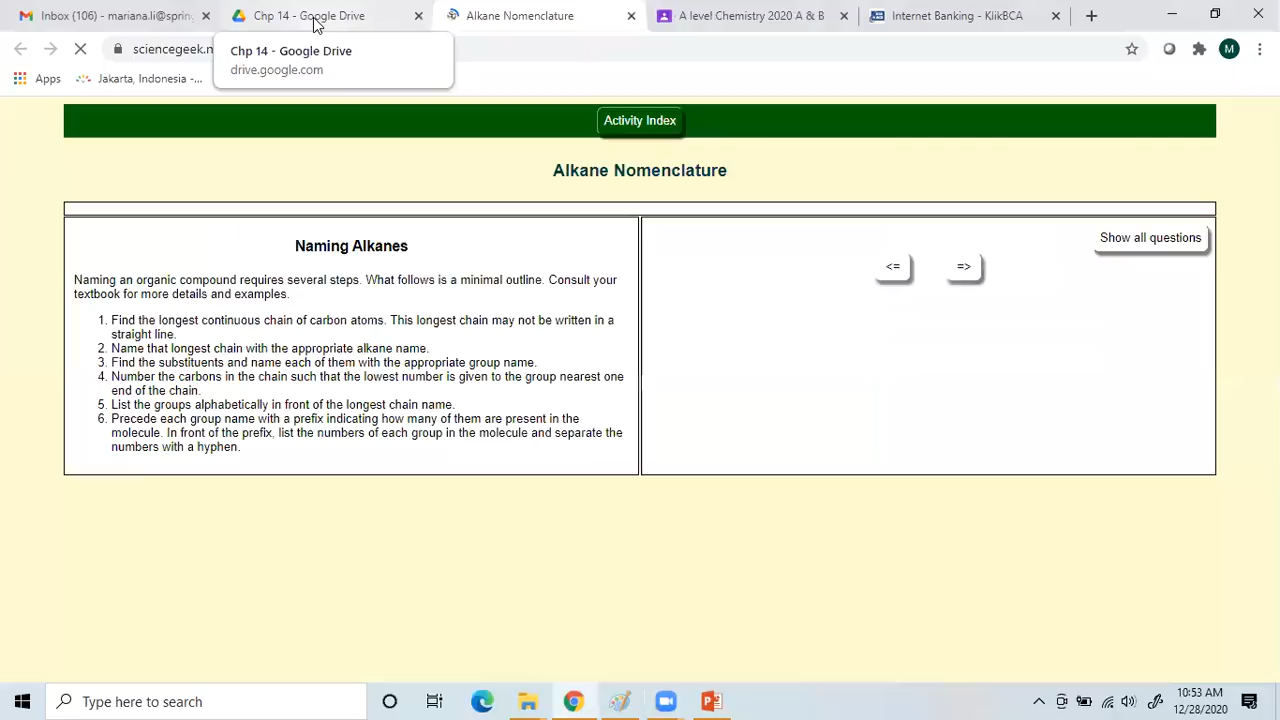 Inbox (106) - mariana.li@spring
Chp 14 - Google Drive
Alkane Nomenclature
A level Chemistry 2020 A & B
Internet Banking - KlikBCA
sciencegeek.n
Chp 14 - Google Drive
drive.google.com
M
Apps
Jakarta, Indonesia -...
Activity Index
Alkane Nomenclature
Naming Alkanes
Naming an organic compound requires several steps. What follows is a minimal outline. Consult your
textbook for more details and examples.
1. Find the longest continuous chain of carbon atoms. This longest chain may not be written in a
straight line.
2. Name that longest chain with the appropriate alkane name.
3. Find the substituents and name each of them with the appropriate group name.
4. Number the carbons in the chain such that the lowest number is given to the group nearest one
end of the chain.
5. List the groups alphabetically in front of the longest chain name.
6. Precede each group name with a prefix indicating how many of them are present in the
molecule. In front of the prefix, list the numbers of each group in the molecule and separate the
numbers with a hyphen.
Show all questions
<= =>
Type here to search
10:53 AM
12/28/2020